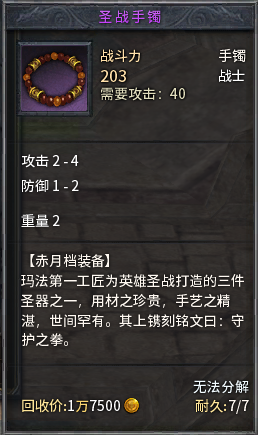 圣战手镯
战斗力 手镯
203 战士
需要攻击：40
攻击 2 - 4
防御 1 - 2
重量 2
【赤月档装备】
玛法第一工匠为英雄圣战打造的三件
圣器之一，用材之珍贵，手艺之精
湛，世间罕有。其上镌刻铭文曰：守
护之拳。
无法分解
回收价:1万7500 耐久:7/7